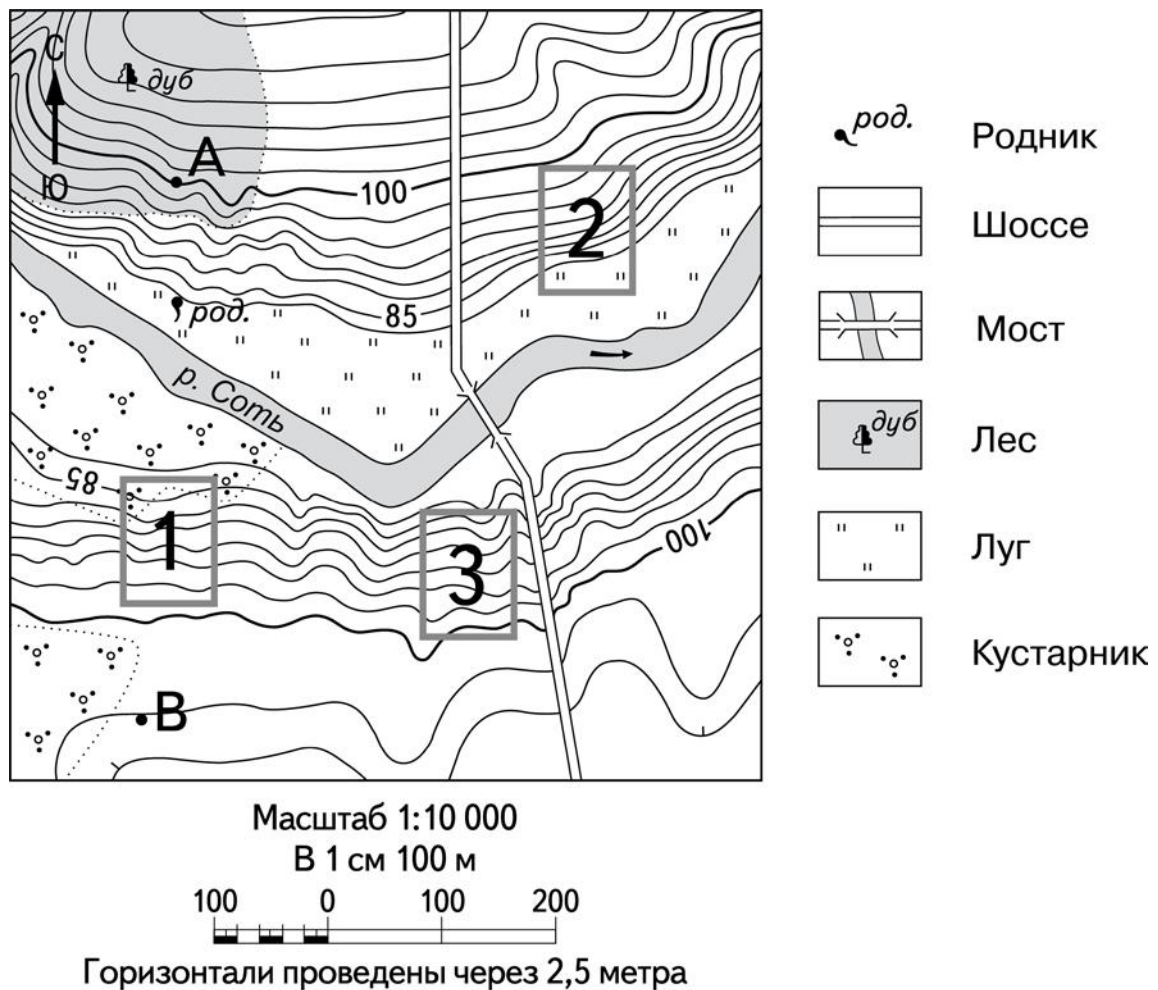 С
дуб
А
Ю
100
2
род.
85
р. Соть
85
1
3
100
В
род.
Родник
Шоссе
Мост
дуб
Лес
Луг
Кустарник
Масштаб 1:10 000
В 1 см 100 м
100 0 100 200
Горизонтали проведены через 2,5 метра